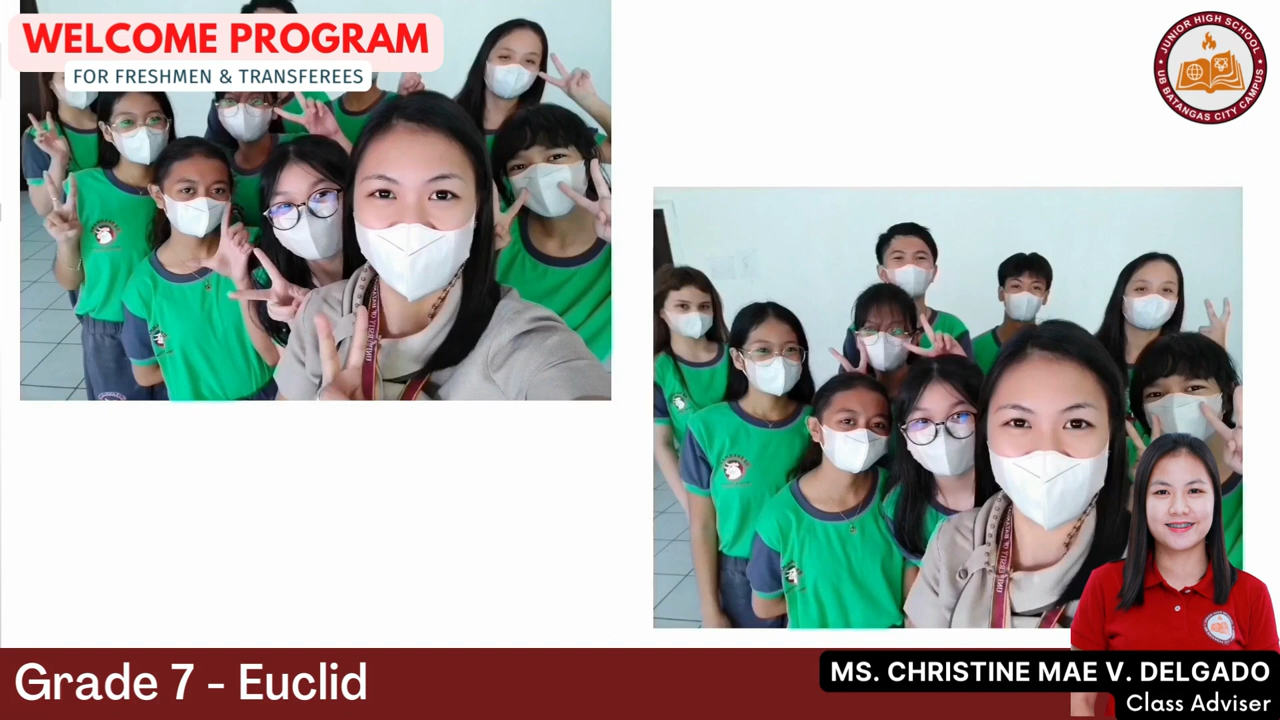 WELCOME PROGRAM
FOR FRESHMEN & TRANSFEREES
JUNIOR HIGH SCHOOL
UB BATANGAS CITY CAMPUS
Grade 7 - Euclid
MS. CHRISTINE MAE V. DELGADO
Class Adviser